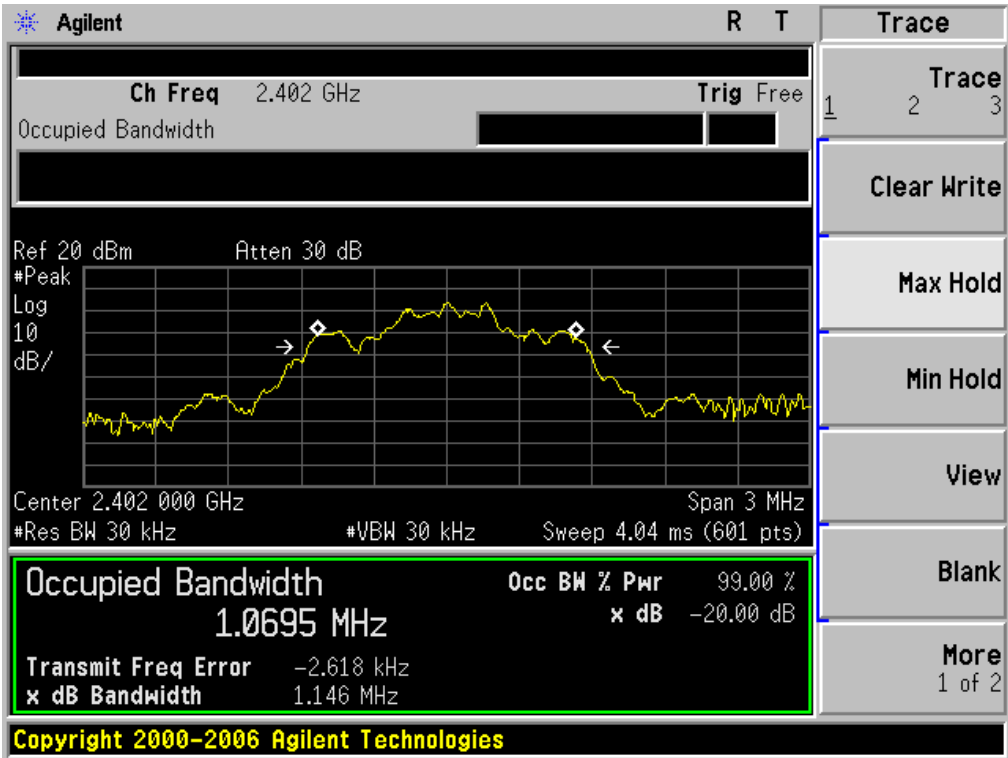 Agilent R T
Ch Freq 2.402 GHz Trig Free
Occupied Bandwidth
Ref 20 dBm Atten 30 dB
#Peak
Log
10
dB/
Center 2.402 000 GHz Span 3 MHz
#Res BW 30 kHz #VBW 30 kHz Sweep 4.04 ms (601 pts)
Occupied Bandwidth
1.0695 MHz
Occ BW % Pwr 99.00 %
x dB -20.00 dB
Transmit Freq Error -2.618 kHz
x dB Bandwidth 1.146 MHz
Copyright 2000-2006 Agilent Technologies
Trace
Trace
1 2 3
Clear Write
Max Hold
Min Hold
View
Blank
More
1 of 2